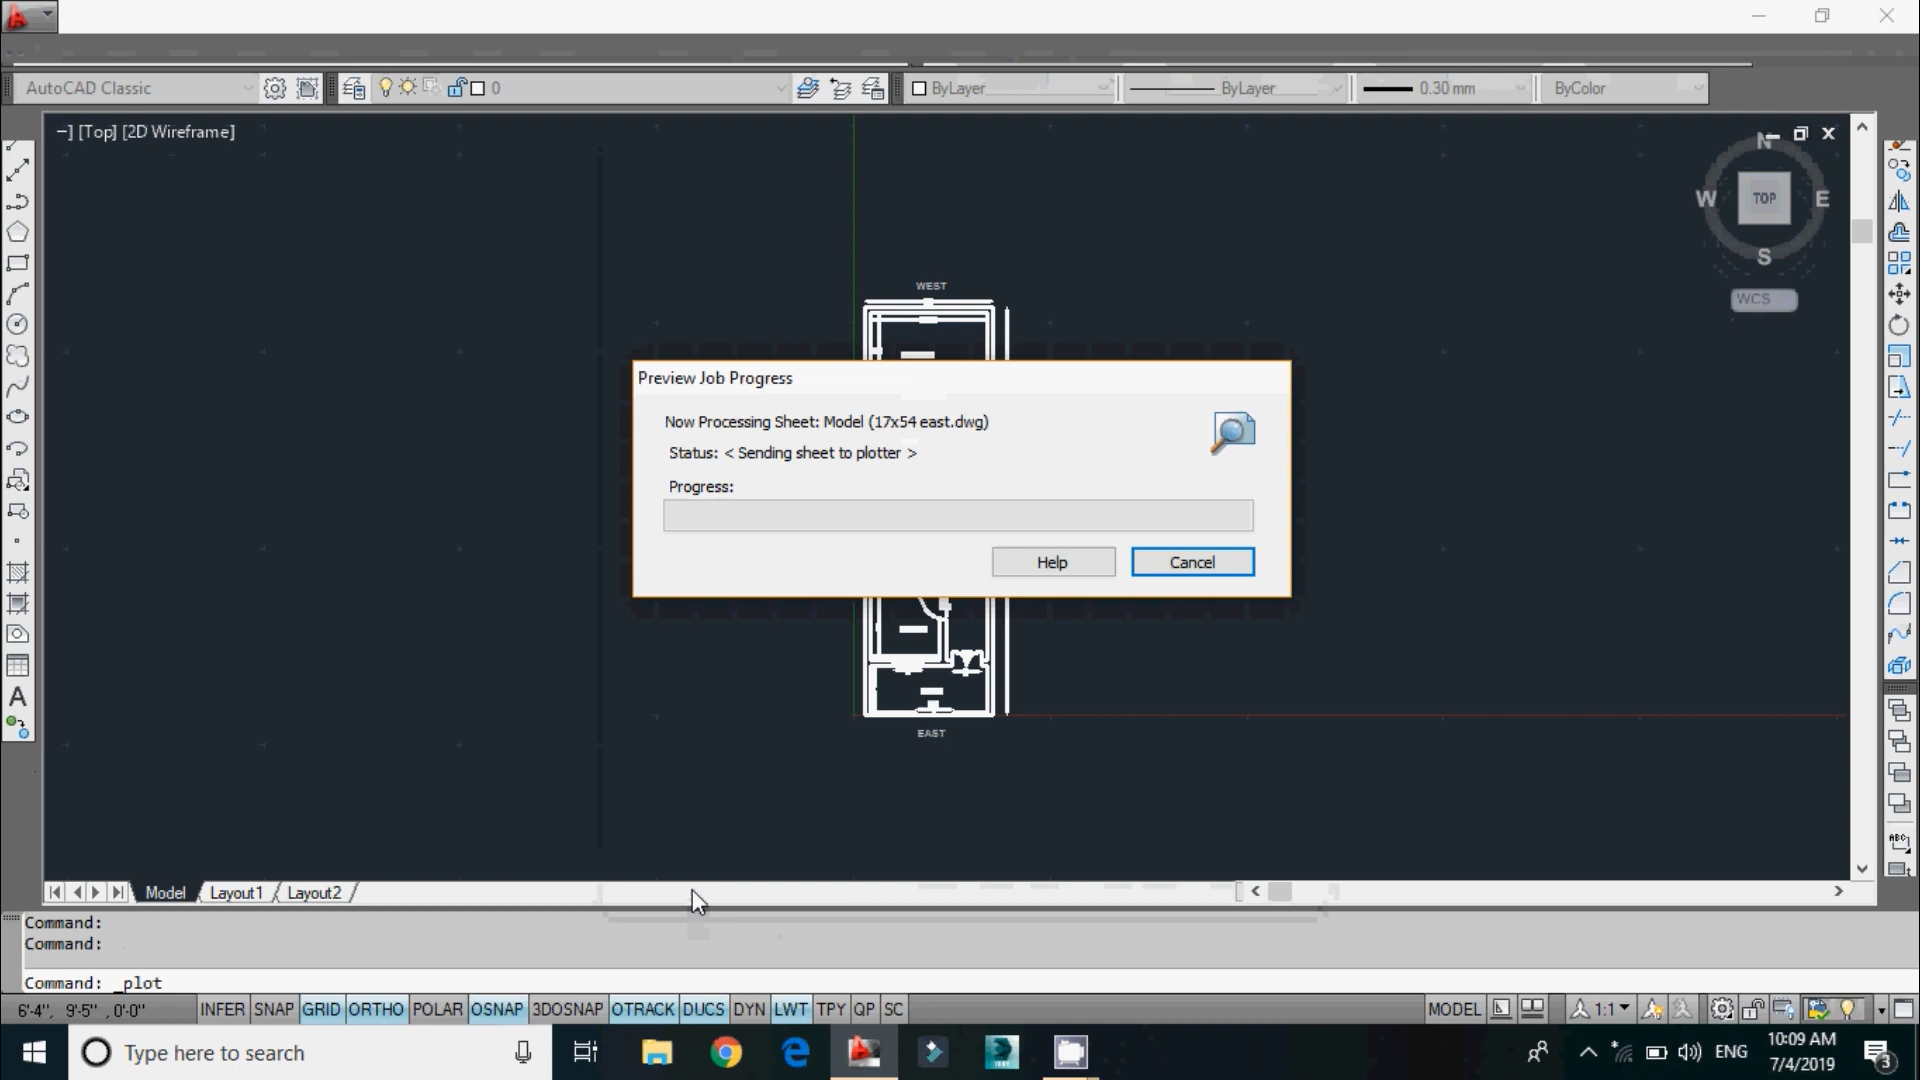 AutoCAD Classic
0
ByLayer
ByLayer
0.30 mm
ByColor
−] [Top] [2D Wireframe]
N
W
TOP
E
S
WCS
WEST
Preview Job Progress
Now Processing Sheet: Model (17x54 east.dwg)
Status: < Sending sheet to plotter >
Progress:
Help
Cancel
EAST
A
ABC
Model
Layout1
Layout2
Command:
Command:
Command: _plot
6'-4", 9'-5" , 0'-0"
INFER SNAP GRID ORTHO POLAR OSNAP 3DOSNAP OTRACK DUCS DYN LWT TPY QP SC
MODEL
1:1
Type here to search
ENG
10:09 AM
7/4/2019
3